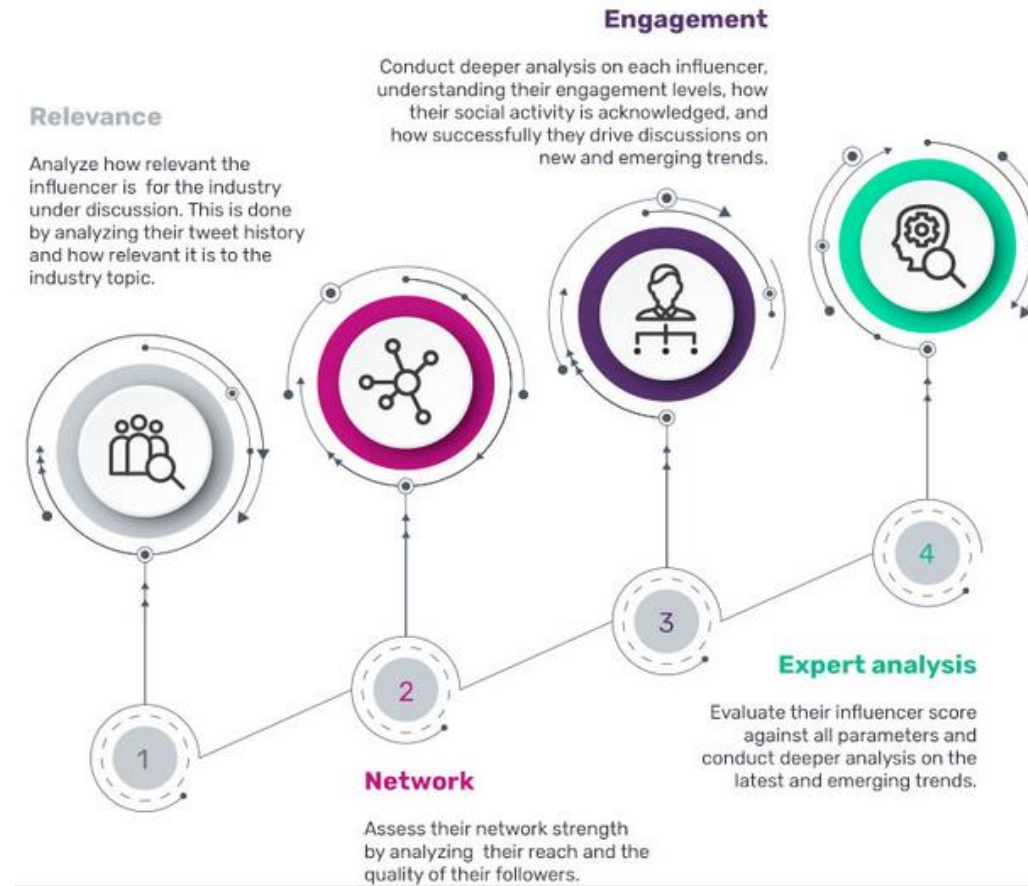 Relevance
Analyze how relevant the
influencer is for the industry
under discussion. This is done
by analyzing their tweet history
and how relevant it is to the
industry topic.
1
2
Network
Assess their network strength
by analyzing their reach and the
quality of their followers.
Engagement
Conduct deeper analysis on each influencer,
understanding their engagement levels, how
their social activity is acknowledged, and
how successfully they drive discussions on
new and emerging trends.
3
4
Expert analysis
Evaluate their influencer score
against all parameters and
conduct deeper analysis on the
latest and emerging trends.